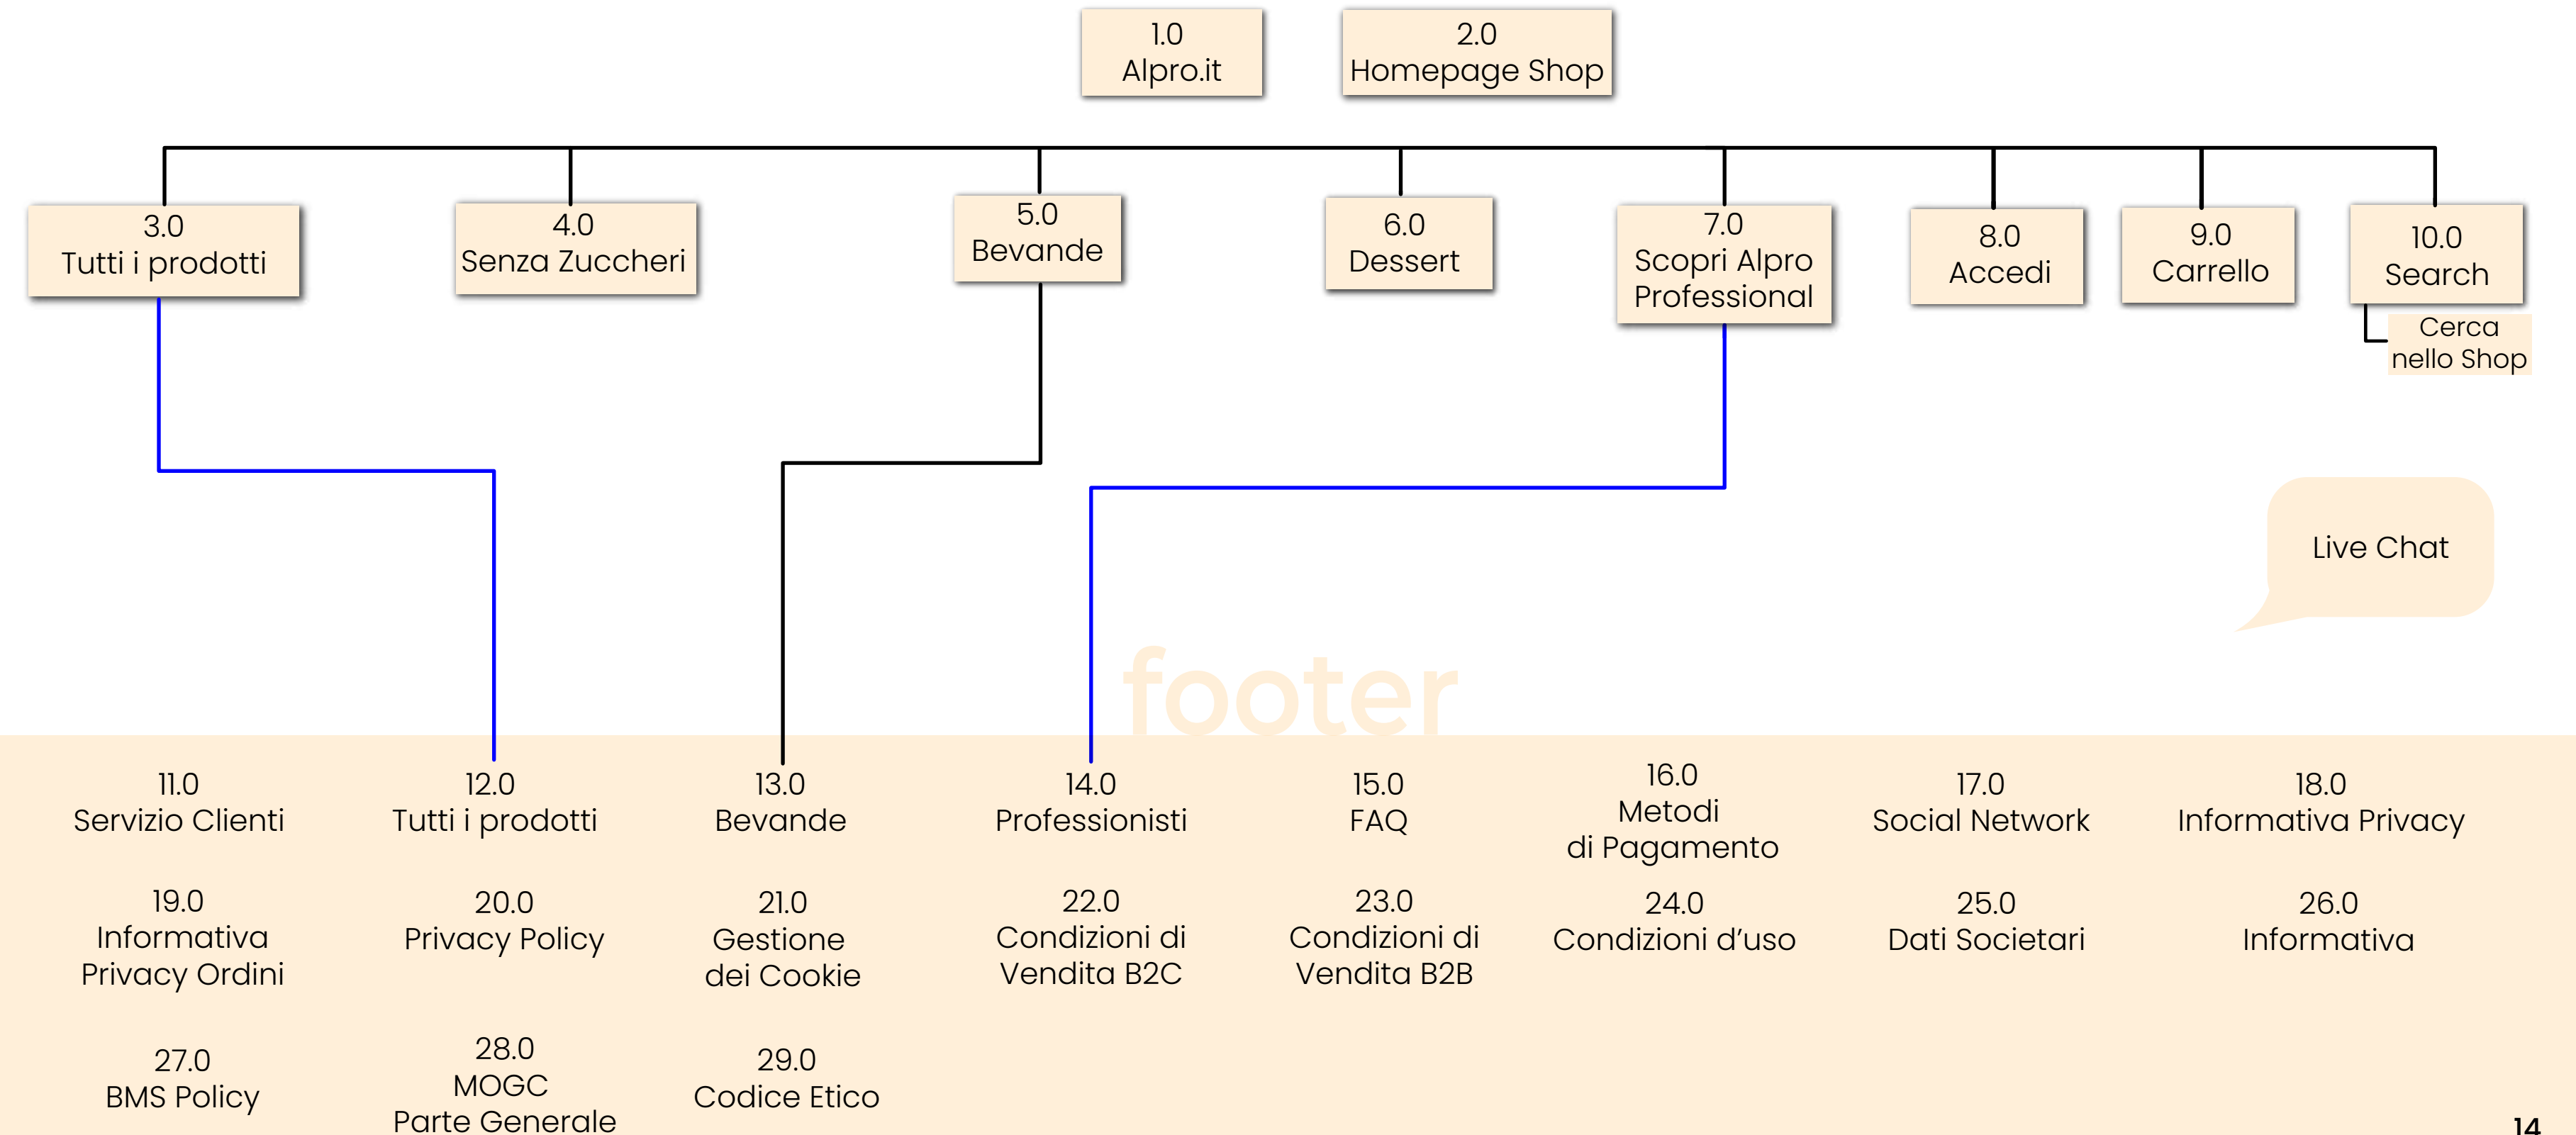 1.0
Alpro.it
2.0
Homepage Shop
3.0
Tutti i prodotti
4.0
Senza Zuccheri
5.0
Bevande
6.0
Dessert
7.0
Scopri Alpro
Professional
8.0
Accedi
9.0
Carrello
10.0
Search
Cerca
nello Shop
Live Chat
footer
11.0
Servizio Clienti
12.0
Tutti i prodotti
13.0
Bevande
14.0
Professionisti
15.0
FAQ
16.0
Metodi
di Pagamento
17.0
Social Network
18.0
Informativa Privacy
19.0
Informativa
Privacy Ordini
20.0
Privacy Policy
21.0
Gestione
dei Cookie
22.0
Condizioni di
Vendita B2C
23.0
Condizioni di
Vendita B2B
24.0
Condizioni d’uso
25.0
Dati Societari
26.0
Informativa
27.0
BMS Policy
28.0
MOGC
Parte Generale
29.0
Codice Etico
14